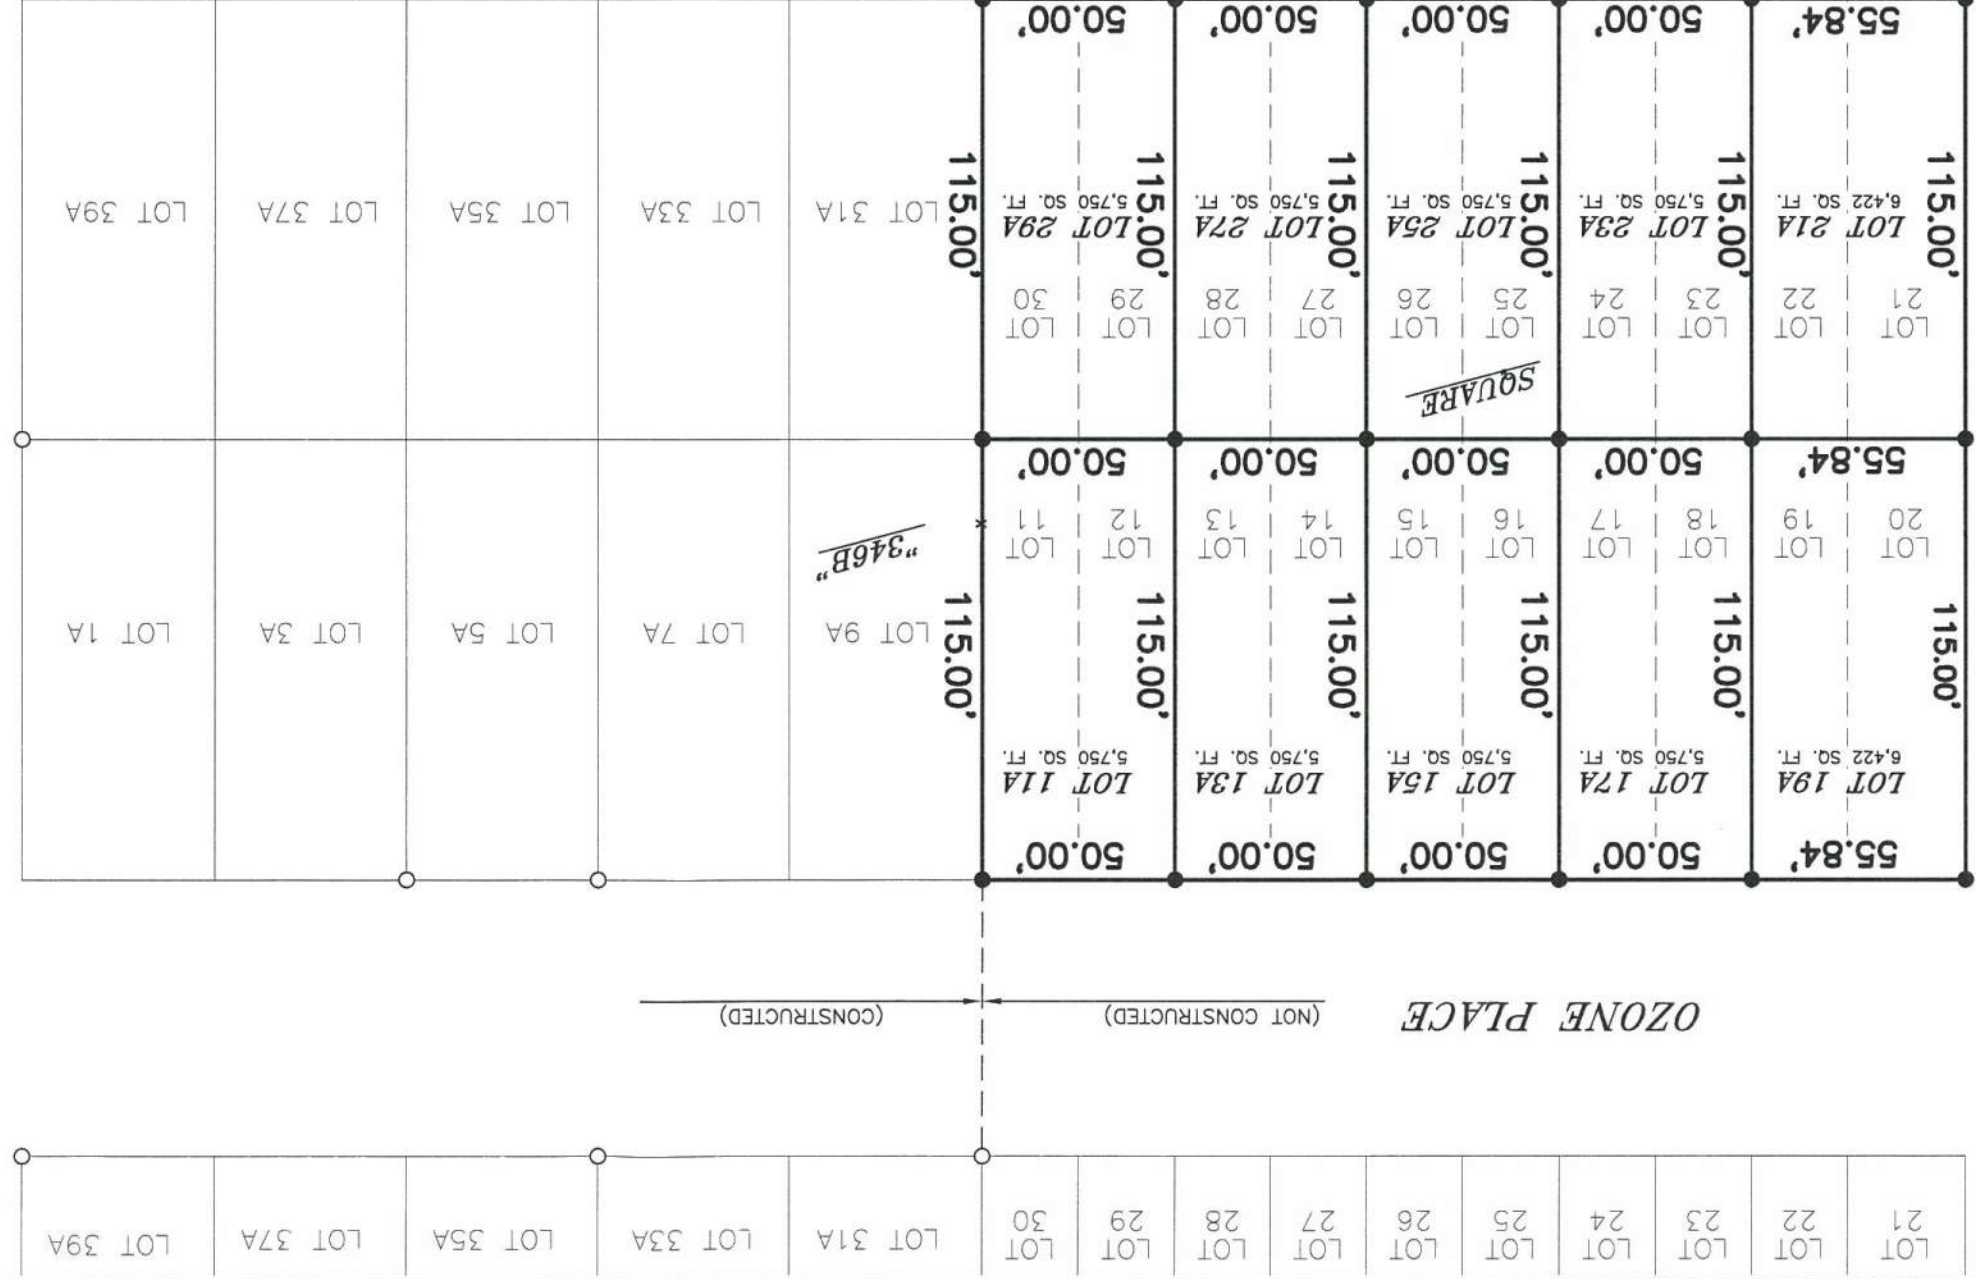 LOT
21
LOT
22
LOT
23
LOT
24
LOT
25
LOT
26
LOT
27
LOT
28
LOT
29
LOT
30
LOT 31A
LOT 33A
LOT 35A
LOT 37A
LOT 39A
OZONE PLACE
(NOT CONSTRUCTED)
(CONSTRUCTED)
55.84'
50.00'
50.00'
50.00'
50.00'
LOT 19A
6,422 SQ. FT.
LOT 17A
5,750 SQ. FT.
LOT 15A
5,750 SQ. FT.
LOT 13A
5,750 SQ. FT.
LOT 11A
5,750 SQ. FT.
115.00'
115.00'
115.00'
115.00'
115.00'
115.00'
LOT 9A
LOT 7A
LOT 5A
LOT 3A
LOT 1A
"346B"
LOT
20
LOT
19
LOT
18
LOT
17
LOT
16
LOT
15
LOT
14
LOT
13
LOT
12
LOT
11
55.84'
50.00'
50.00'
50.00'
50.00'
SQUARE
LOT
21
LOT
22
LOT
23
LOT
24
LOT
25
LOT
26
LOT
27
LOT
28
LOT
29
LOT
30
115.00'
115.00'
115.00'
115.00'
115.00'
115.00'
LOT 21A
6,422 SQ. FT.
LOT 23A
5,750 SQ. FT.
LOT 25A
5,750 SQ. FT.
LOT 27A
5,750 SQ. FT.
LOT 29A
5,750 SQ. FT.
LOT 31A
LOT 33A
LOT 35A
LOT 37A
LOT 39A
55.84'
50.00'
50.00'
50.00'
50.00'